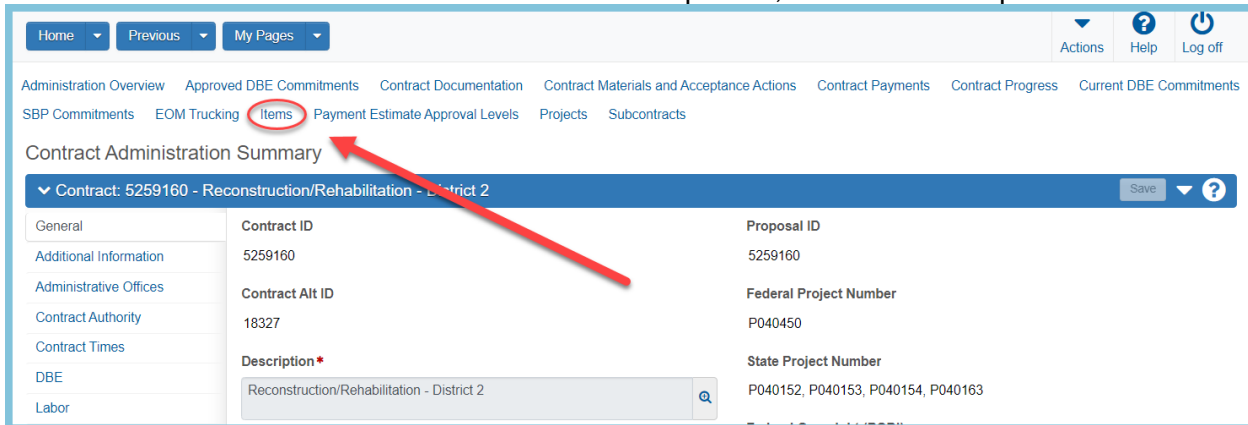 Home Previous My Pages Actions Help Log off
Administration Overview Approved DBE Commitments Contract Documentation Contract Materials and Acceptance Actions Contract Payments Contract Progress Current DBE Commitments
SBP Commitments EOM Trucking Items Payment Estimate Approval Levels Projects Subcontracts
Contract Administration Summary
Contract: 5259160 - Reconstruction/Rehabilitation - District 2 Save
General Contract ID Proposal ID
Additional Information 5259160 5259160
Administrative Offices Contract Alt ID Federal Project Number
Contract Authority 18327 P040450
Contract Times
Description* State Project Number
DBE
Reconstruction/Rehabilitation - District 2 P040152, P040153, P040154, P040163
Labor